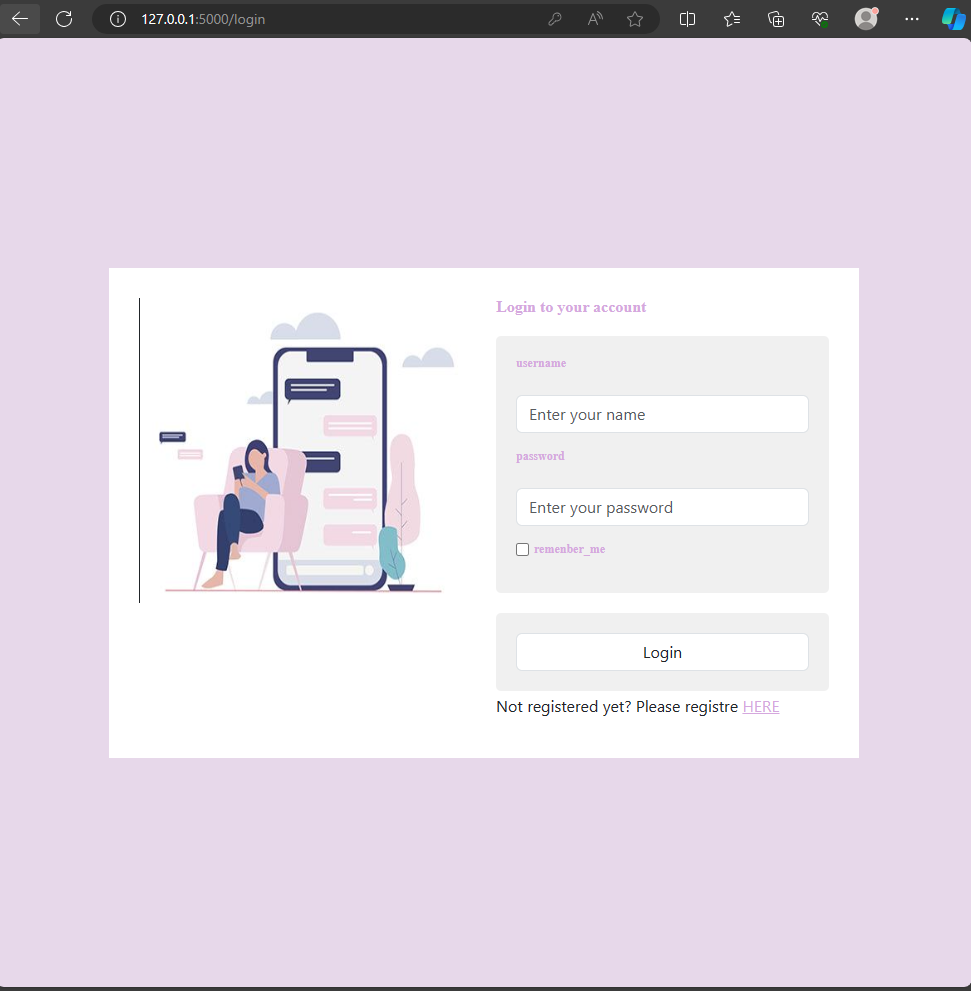 127.0.0.1:5000/login
Login to your account
username
Enter your name
password
Enter your password
remenber_me
Login
Not registered yet? Please registre HERE